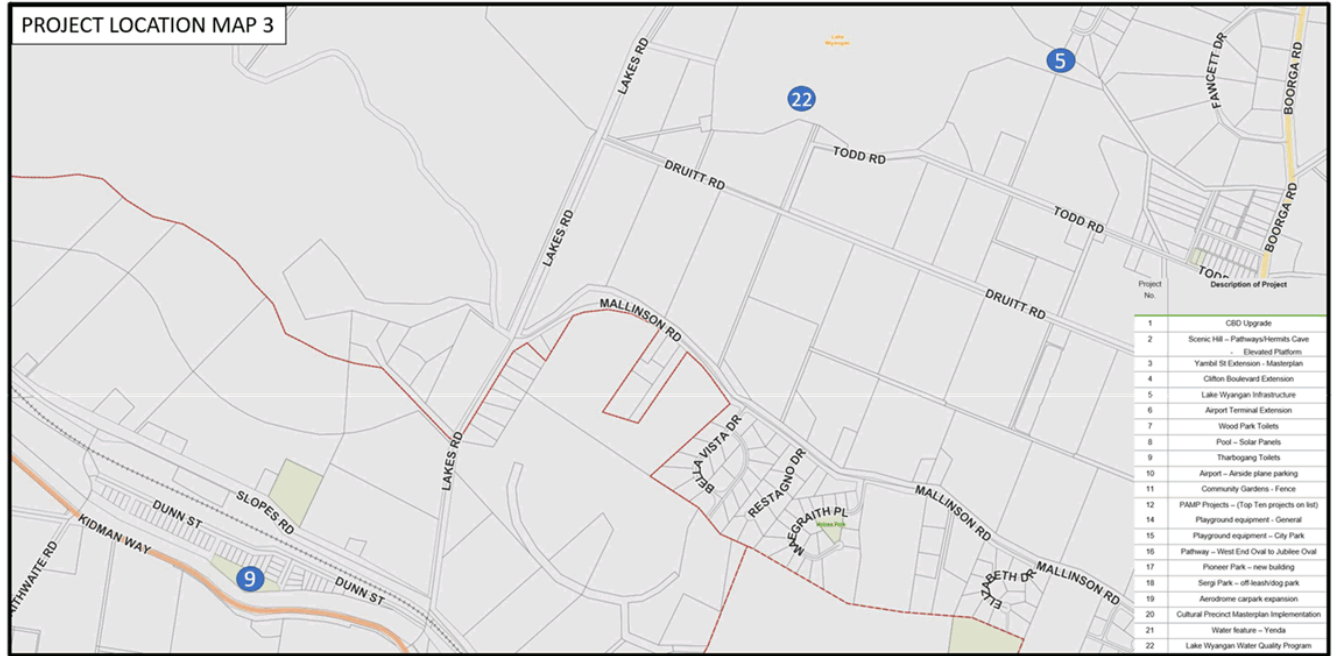 PROJECT LOCATION MAP 3
LAKES RD
Lake
Wyangan
5
FAWCETT DR
BOORGA RD
22
TODD RD
DRUITT RD
LAKES RD
TODD RD
BOORGA RD
MALLINSON RD
DRUITT RD
BELLA VISTA DR
RESTAGNO DR
LAKES RD
SLOPES RD
DUNN ST
KIDMAN WAY
MALLINSON RD
9
DUNN ST
MALLINSON RD
Project
No.
Description of Project
1 CBD Upgrade
2 Scenic Hill – Pathways/Hermits Cave
- Elevated Platform
3 Yambil St Extension - Masterplan
4 Clifton Boulevard Extension
5 Lake Wyangan Infrastructure
6 Airport Terminal Extension
7 Wood Park Toilets
8 Pool – Solar Panels
9 Tharbogang Toilets
10 Airport – Airside plane parking
11 Community Gardens - Fence
12 PAMP Projects – (Top Ten projects on list)
14 Playground equipment - General
15 Playground equipment – City Park
16 Pathway – West End Oval to Jubilee Oval
17 Pioneer Park – new building
18 Sergi Park – off-leash/dog park
19 Aerodrome carpark expansion
20 Cultural Precinct Masterplan Implementation
21 Water feature – Yenda
22 Lake Wyangan Water Quality Program